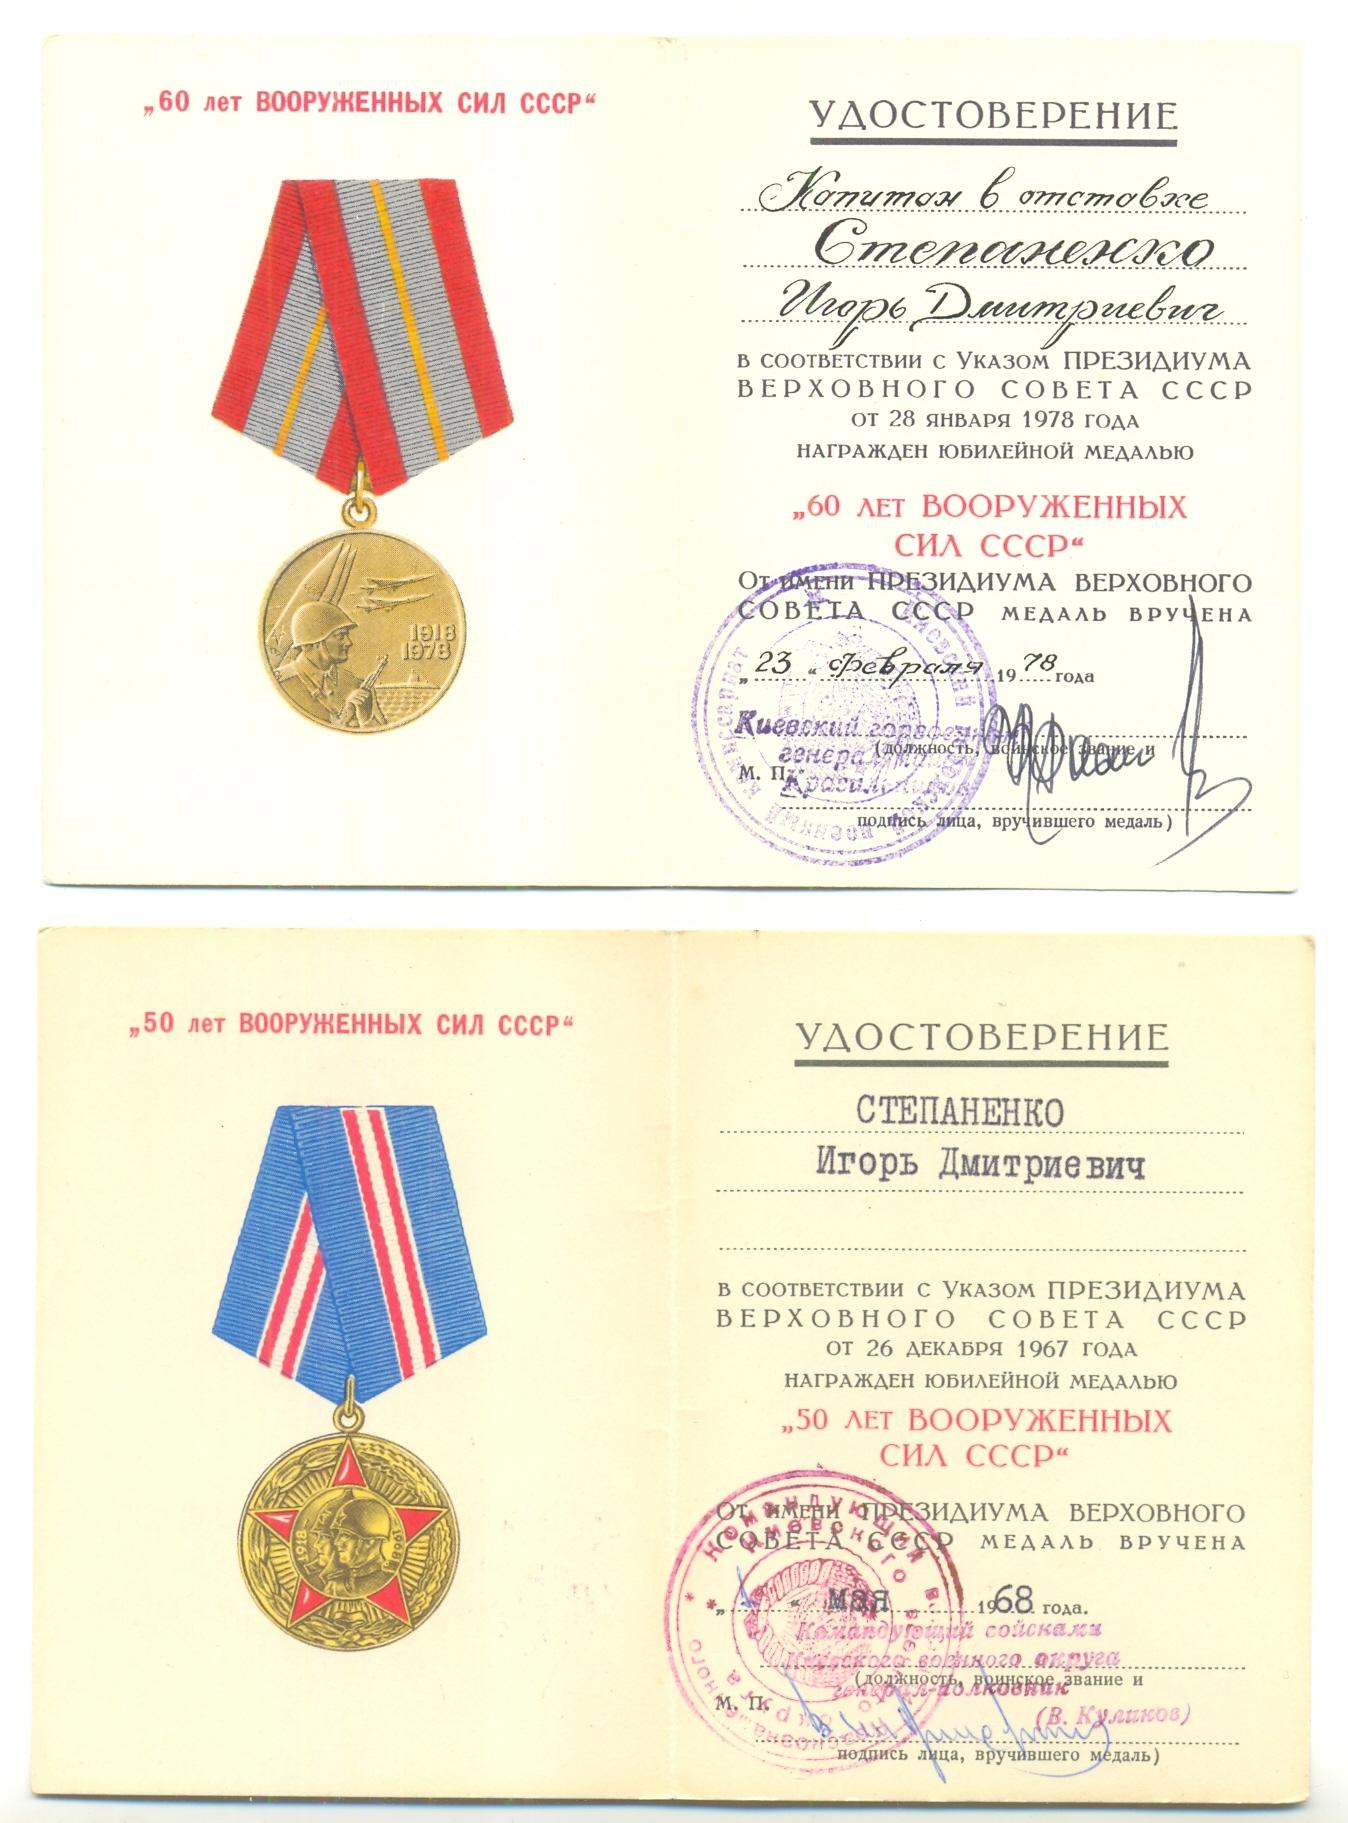 „60 лет ВООРУЖЕННЫХ СИЛ СССР“
1918
1978
УДОСТОВЕРЕНИЕ
Капитан в отставке
Степаненко
Игорь Дмитриевич
В СООТВЕТСТВИИ С УКАЗОМ ПРЕЗИДИУМА
ВЕРХОВНОГО СОВЕТА СССР
ОТ 28 ЯНВАРЯ 1978 ГОДА
НАГРАЖДЕН ЮБИЛЕЙНОЙ МЕДАЛЬЮ
„60 ЛЕТ ВООРУЖЕННЫХ
СИЛ СССР“
ОТ ИМЕНИ ПРЕЗИДИУМА ВЕРХОВНОГО
СОВЕТА СССР МЕДАЛЬ ВРУЧЕНА
„23“ февраля 1978 года
Киевский
генерал
(должность, воинское звание и
М. П.
подпись лица, вручившего медаль)
„50 лет ВООРУЖЕННЫХ СИЛ СССР“
1918
1968
УДОСТОВЕРЕНИЕ
СТЕПАНЕНКО
Игорь Дмитриевич
В СООТВЕТСТВИИ С УКАЗОМ ПРЕЗИДИУМА
ВЕРХОВНОГО СОВЕТА СССР
ОТ 26 ДЕКАБРЯ 1967 ГОДА
НАГРАЖДЕН ЮБИЛЕЙНОЙ МЕДАЛЬЮ
„50 ЛЕТ ВООРУЖЕННЫХ
СИЛ СССР“
ОТ ИМЕНИ ПРЕЗИДИУМА ВЕРХОВНОГО
СОВЕТА СССР МЕДАЛЬ ВРУЧЕНА
„ “ мая 1968 года.
Командующий войсками
Киевского военного округа
генерал-полковник
(должность, воинское звание и
М. П.
(В. Куликов)
подпись лица, вручившего медаль)